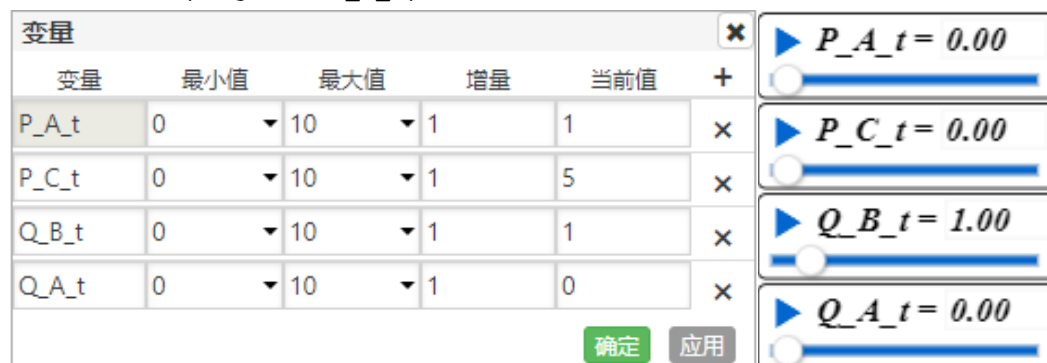 变量
变量 最小值 最大值 增量 当前值 +
P_A_t 0 10 1 1
P_C_t 0 10 1 5
Q_B_t 0 10 1 1
Q_A_t 0 10 1 0
确定 应用
P_A_t = 0.00
P_C_t = 0.00
Q_B_t = 1.00
Q_A_t = 0.00